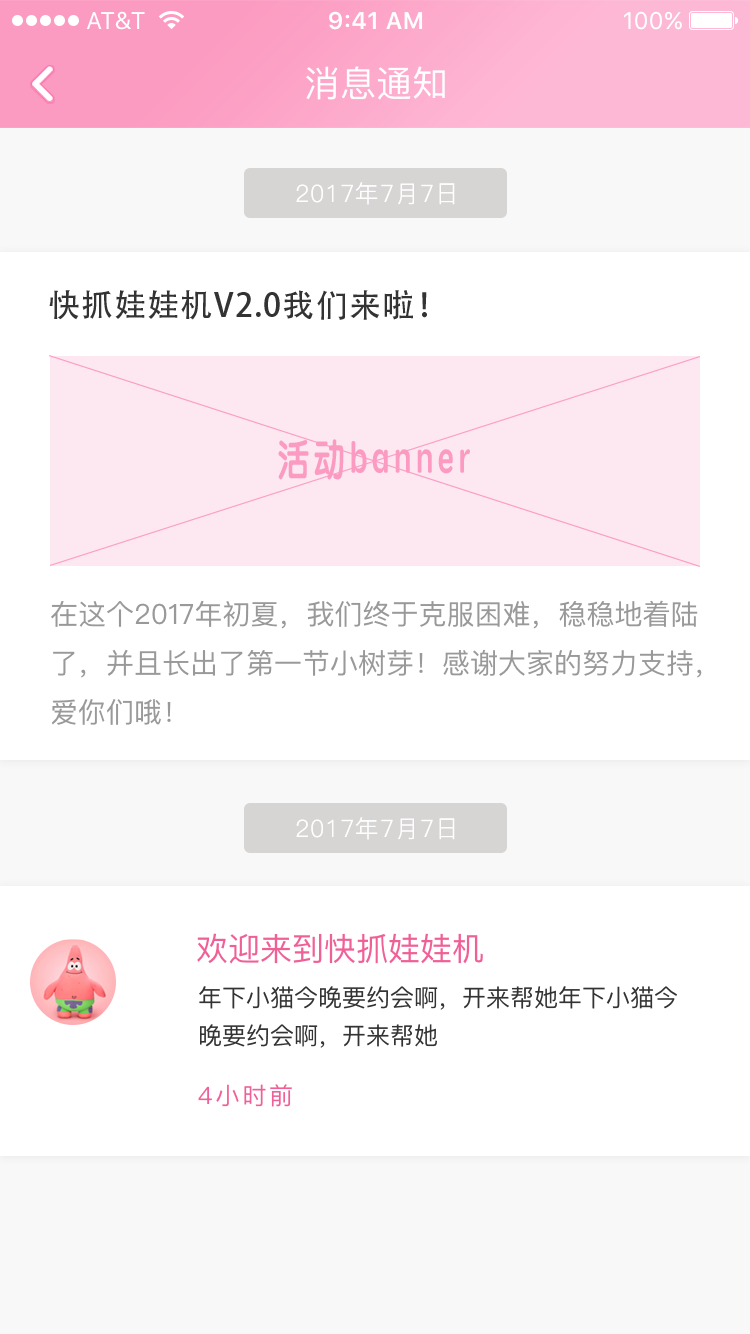 AT&T 9:41 AM 100%
消息通知
2017年7月7日
快抓娃娃机V2.0我们来啦！
活动banner
在这个2017年初夏，我们终于克服困难，稳稳地着陆
了，并且长出了第一节小树芽！感谢大家的努力支持，
爱你们哦！
2017年7月7日
欢迎来到快抓娃娃机
年下小猫今晚要约会啊，开来帮她年下小猫今
晚要约会啊，开来帮她
4小时前